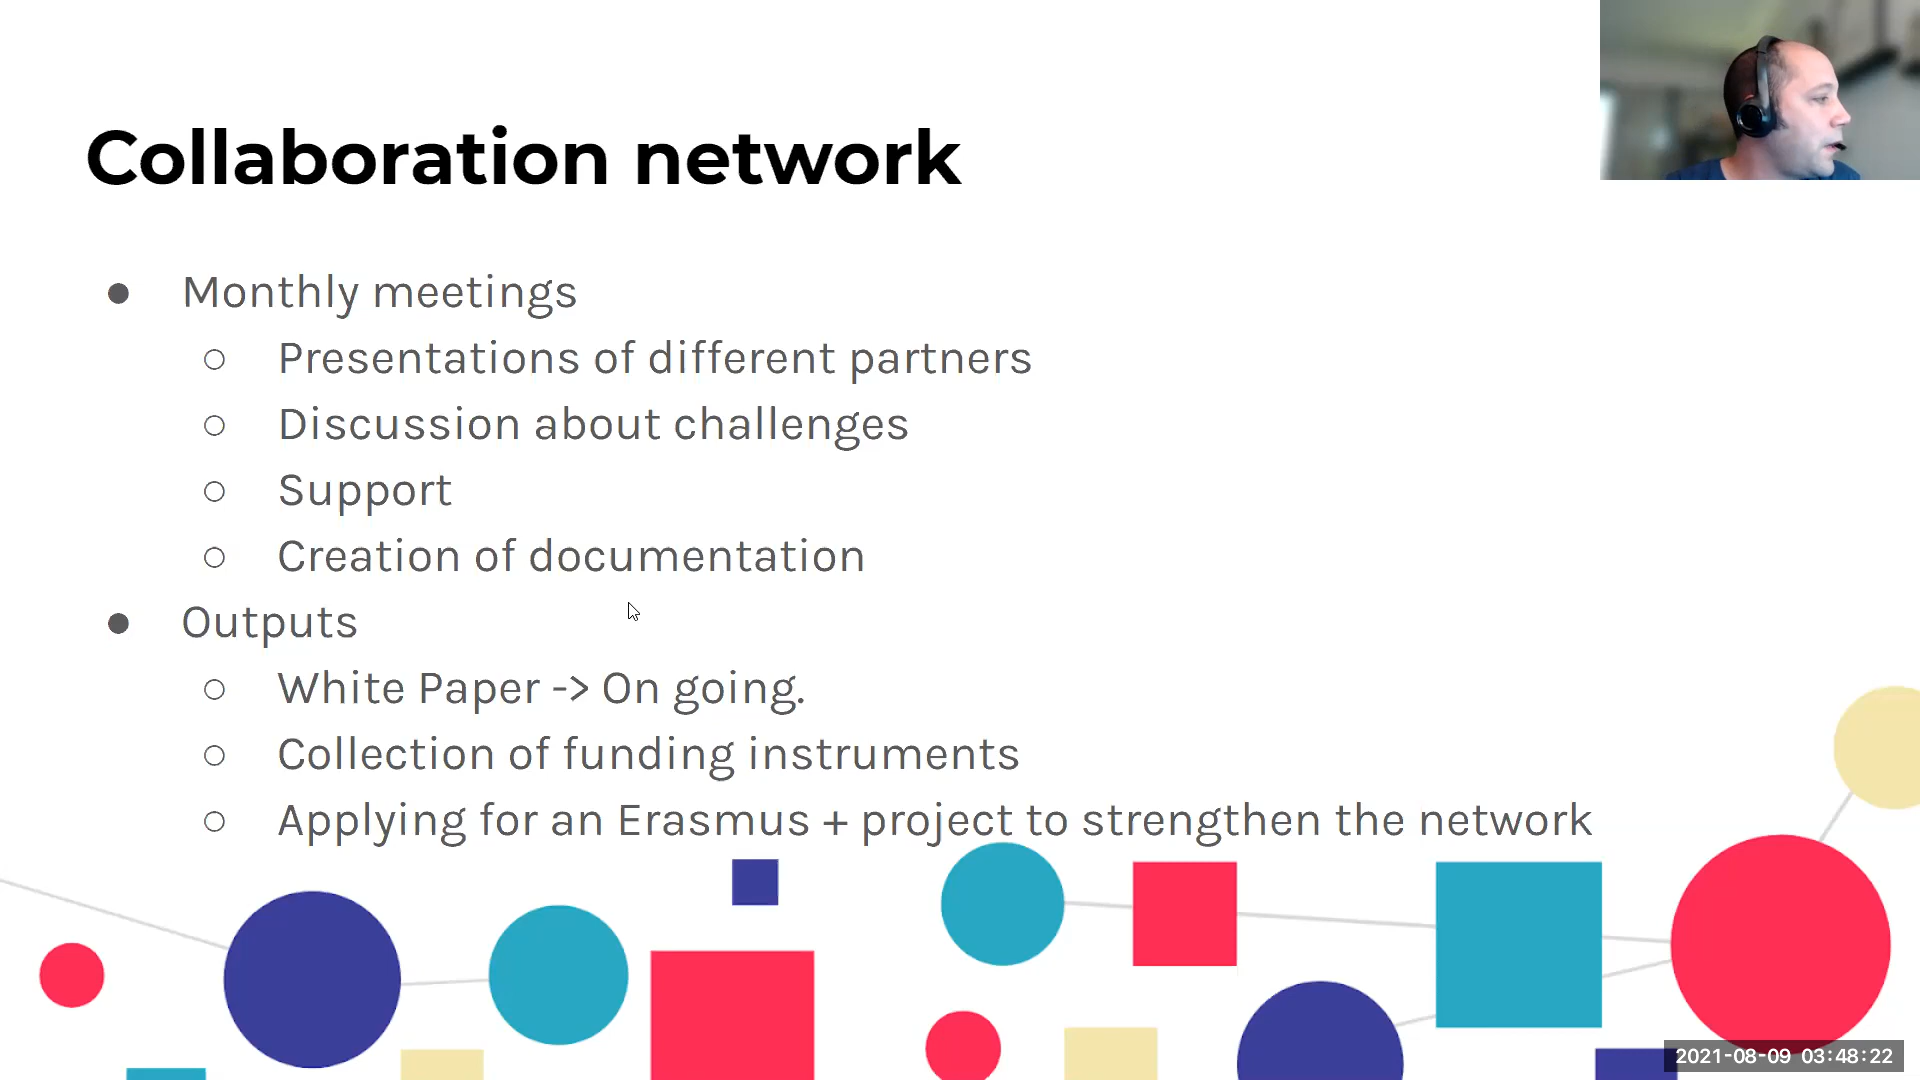 Collaboration network
● Monthly meetings
○ Presentations of different partners
○ Discussion about challenges
○ Support
○ Creation of documentation
● Outputs
○ White Paper -> On going.
○ Collection of funding instruments
○ Applying for an Erasmus + project to strengthen the network
2021-08-09 03:48:22